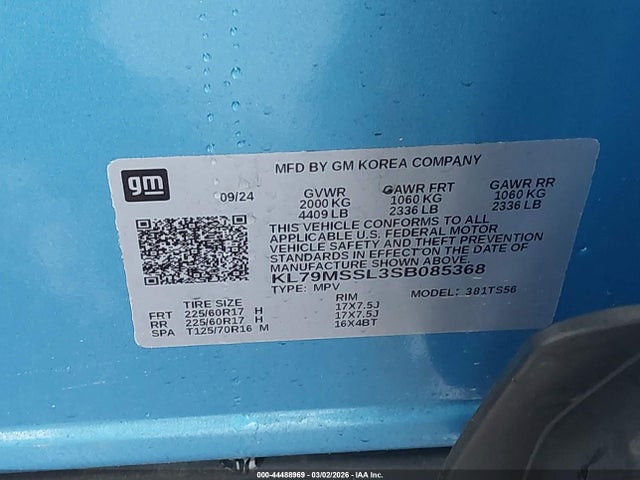 MFD BY GM KOREA COMPANY
gm
09/24
GVWR GAWR FRT GAWR RR
2000 KG 1060 KG 1060 KG
4409 LB 2336 LB 2336 LB
THIS VEHICLE CONFORMS TO ALL
APPLICABLE U.S. FEDERAL MOTOR
VEHICLE SAFETY AND THEFT PREVENTION
STANDARDS IN EFFECT ON THE DATE OF
MANUFACTURE SHOWN ABOVE.
KL79MSSL3SB085368
TYPE: MPV MODEL: 381TS56
TIRE SIZE RIM
FRT 225/60R17 H 17X7.5J
RR 225/60R17 H 17X7.5J
SPA T125/70R16 M 16X4BT
44488969 - 03/02/2026 - IAA Inc.